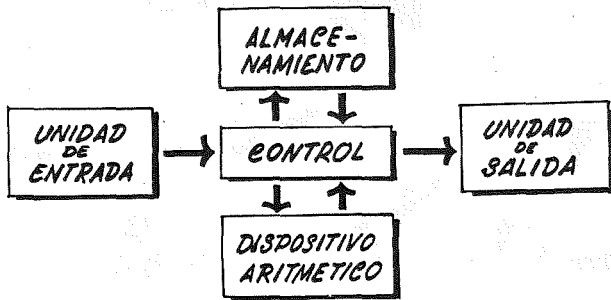 ALMACE-
NAMIENTO
UNIDAD
DE
ENTRADA
CONTROL
UNIDAD
DE
SALIDA
DISPOSITIVO
ARITMETICO